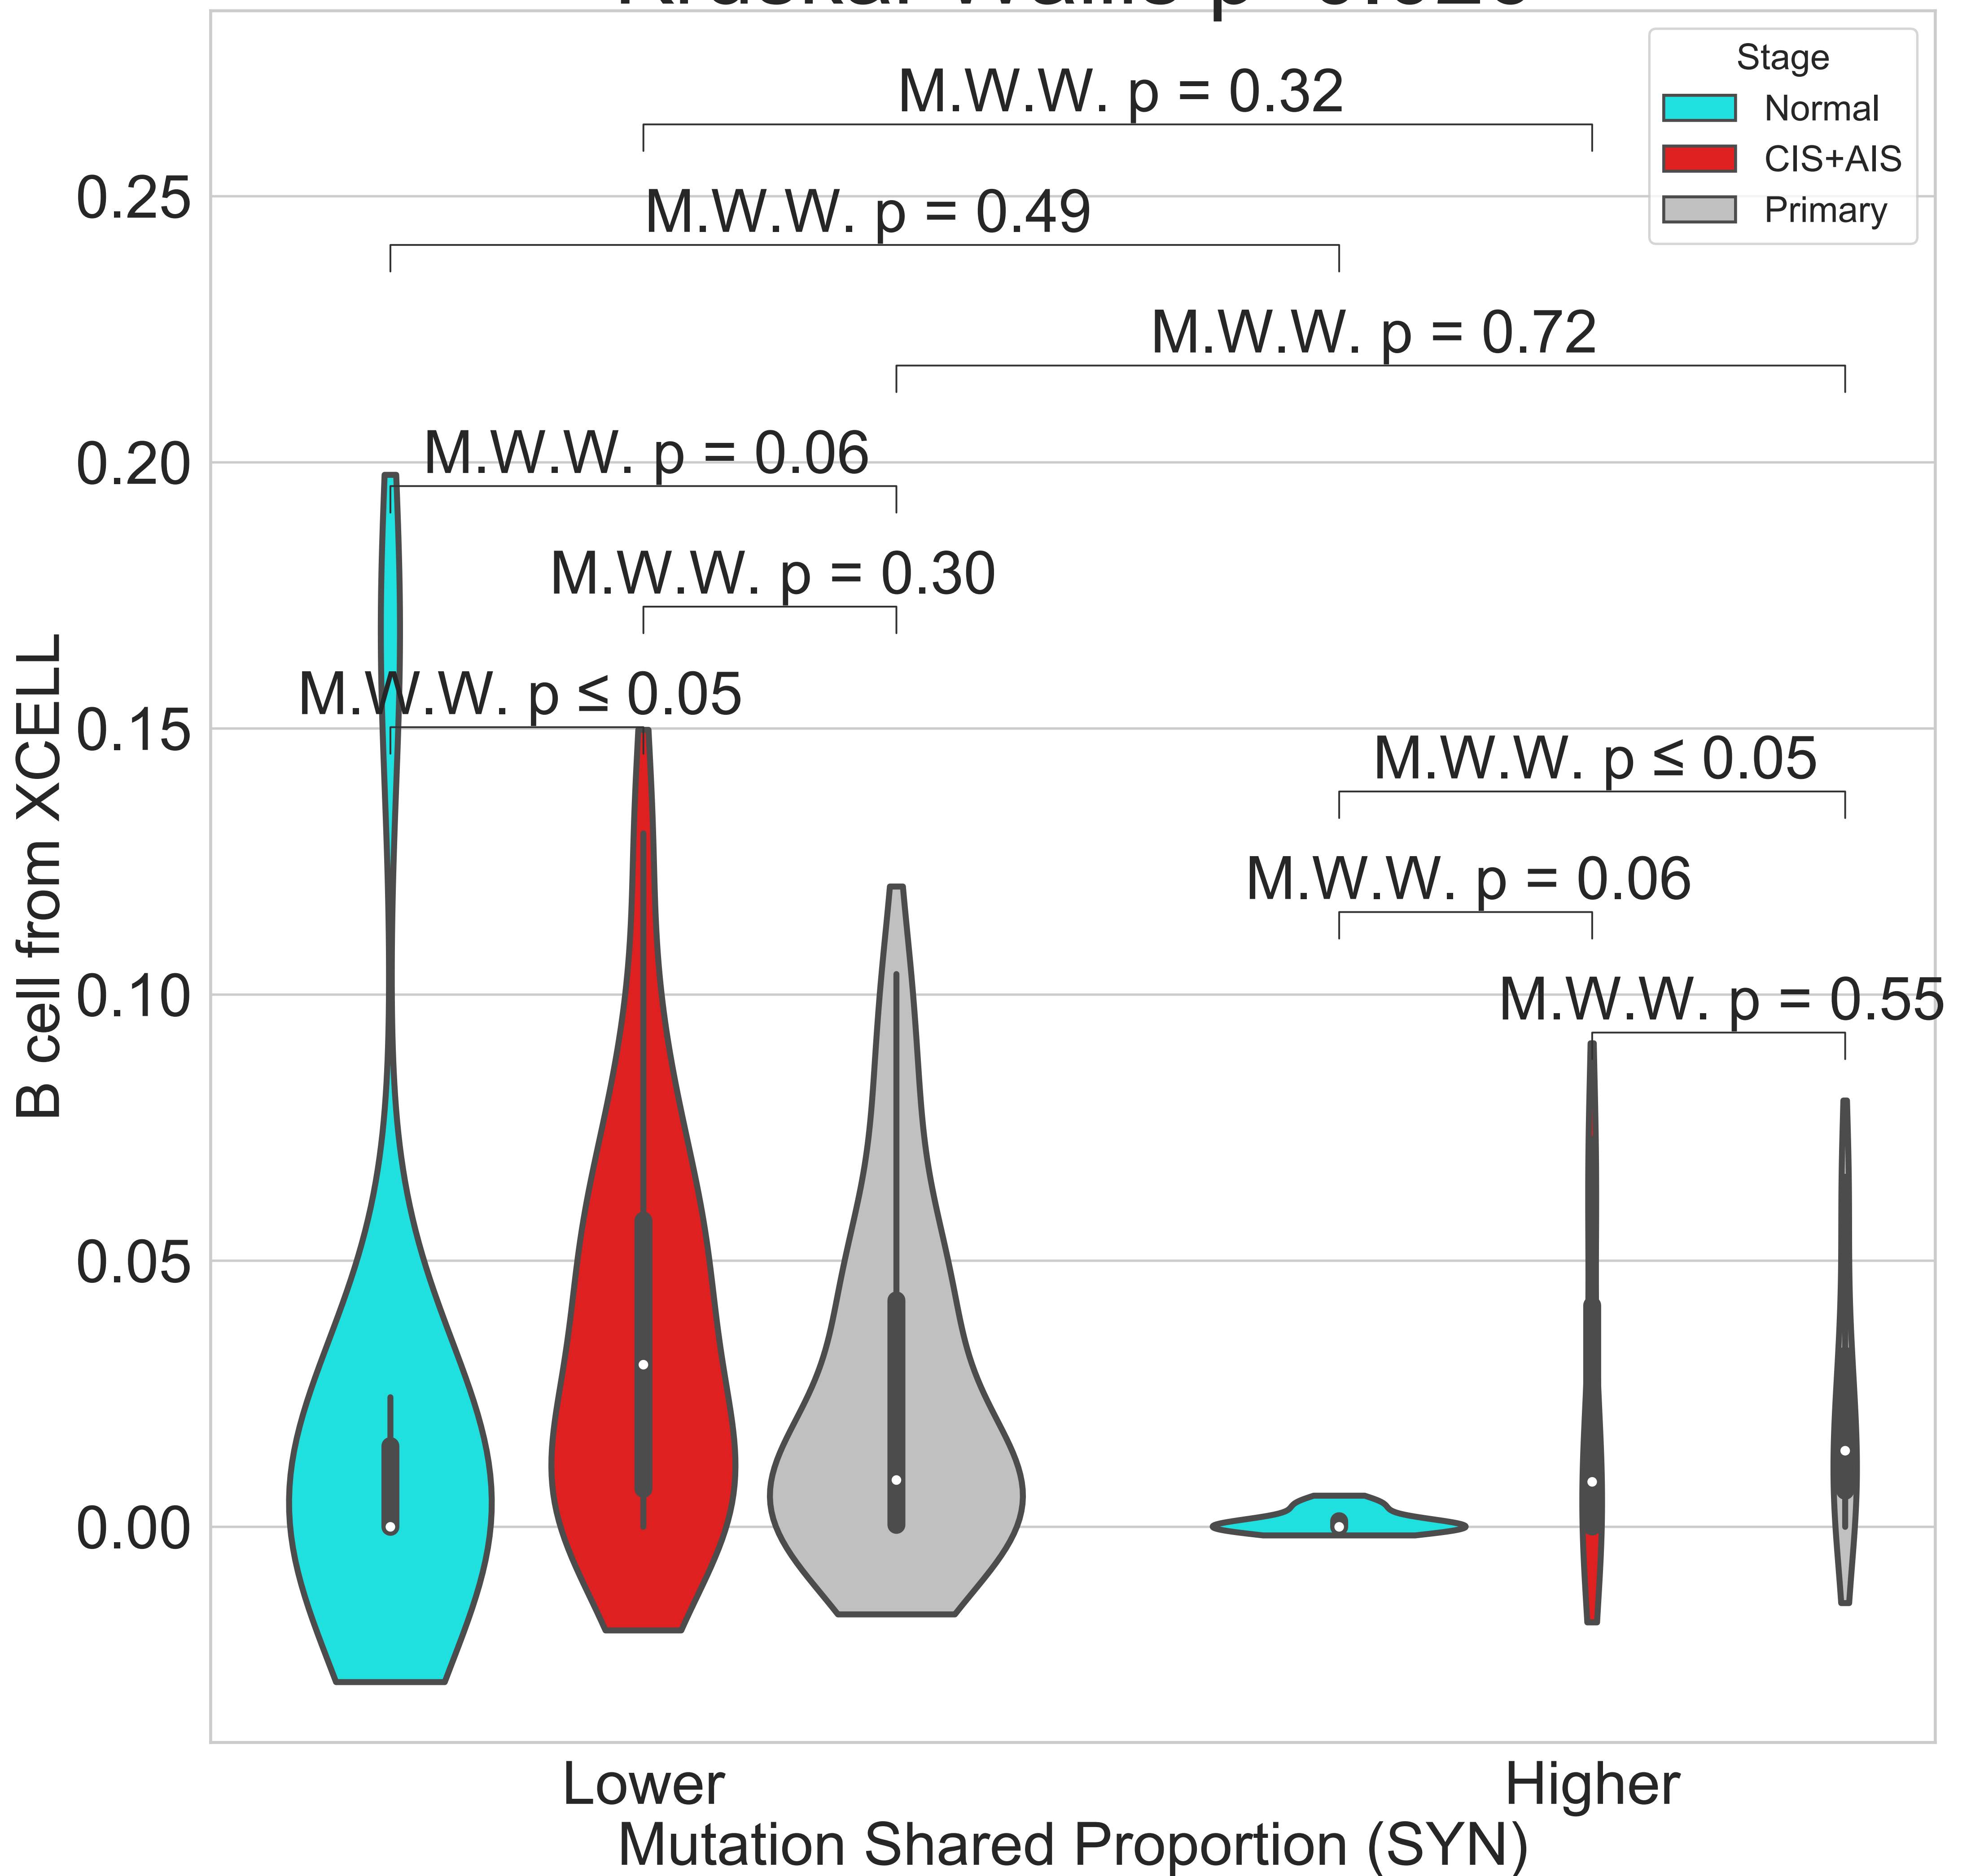 Stage
Normal
CIS+AIS
Primary
M.W.W. p = 0.32
M.W.W. p = 0.49
M.W.W. p = 0.72
M.W.W. p = 0.06
M.W.W. p = 0.30
M.W.W. p ≤ 0.05
M.W.W. p ≤ 0.05
M.W.W. p = 0.06
M.W.W. p = 0.55
0.25
0.20
0.15
0.10
0.05
0.00
B cell from XCELL
Lower
Higher
Mutation Shared Proportion (SYN)